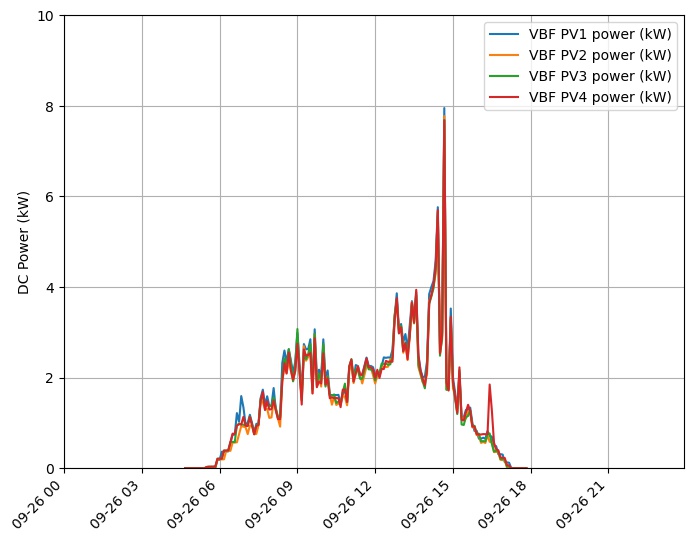 10
8
6
4
2
0
DC Power (kW)
VBF PV1 power (kW)
VBF PV2 power (kW)
VBF PV3 power (kW)
VBF PV4 power (kW)
09-26 00
09-26 03
09-26 06
09-26 09
09-26 12
09-26 15
09-26 18
09-26 21